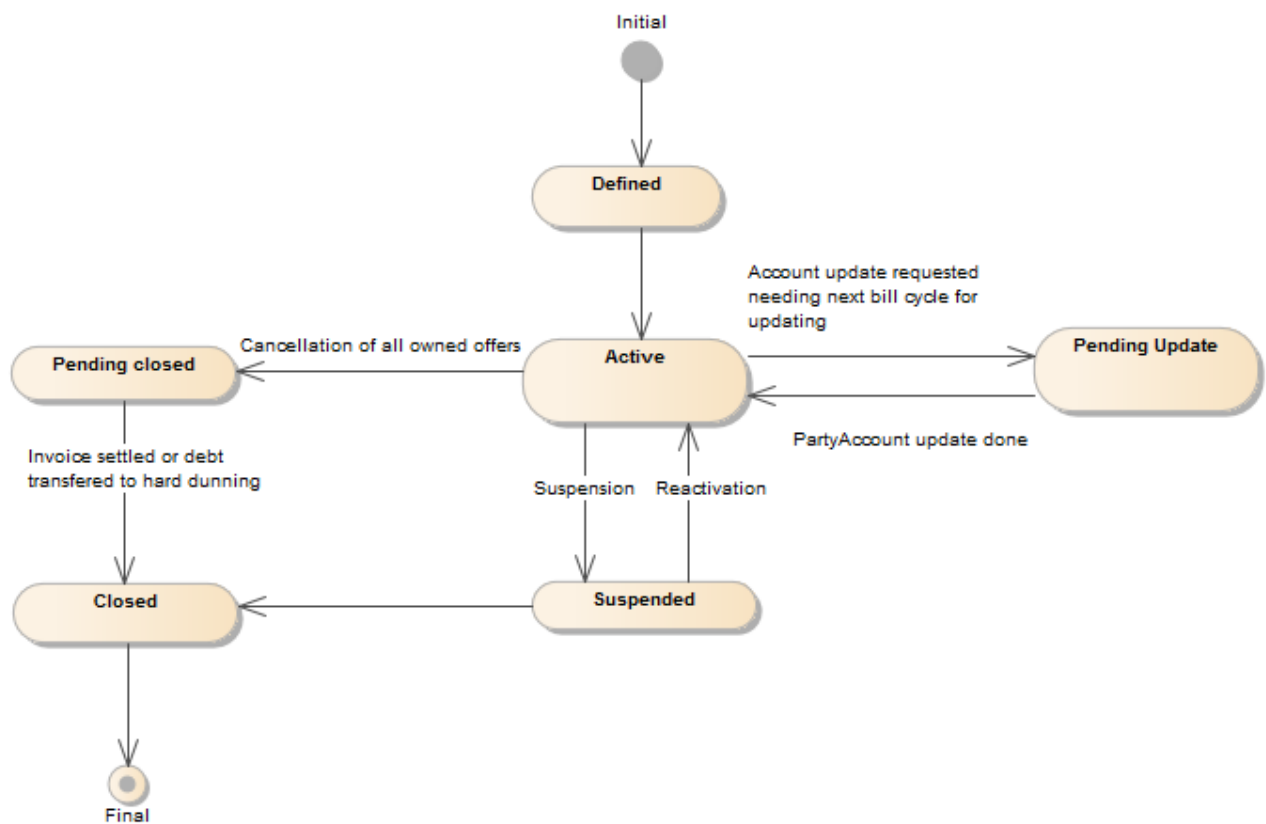 Initial
Defined
Account update requested
needing next bill cycle for
updating
Cancellation of all owned offers
Pending closed
Active
Pending Update
PartyAccount update done
Invoice settled or debt
transfered to hard dunning
Suspension
Reactivation
Closed
Suspended
Final